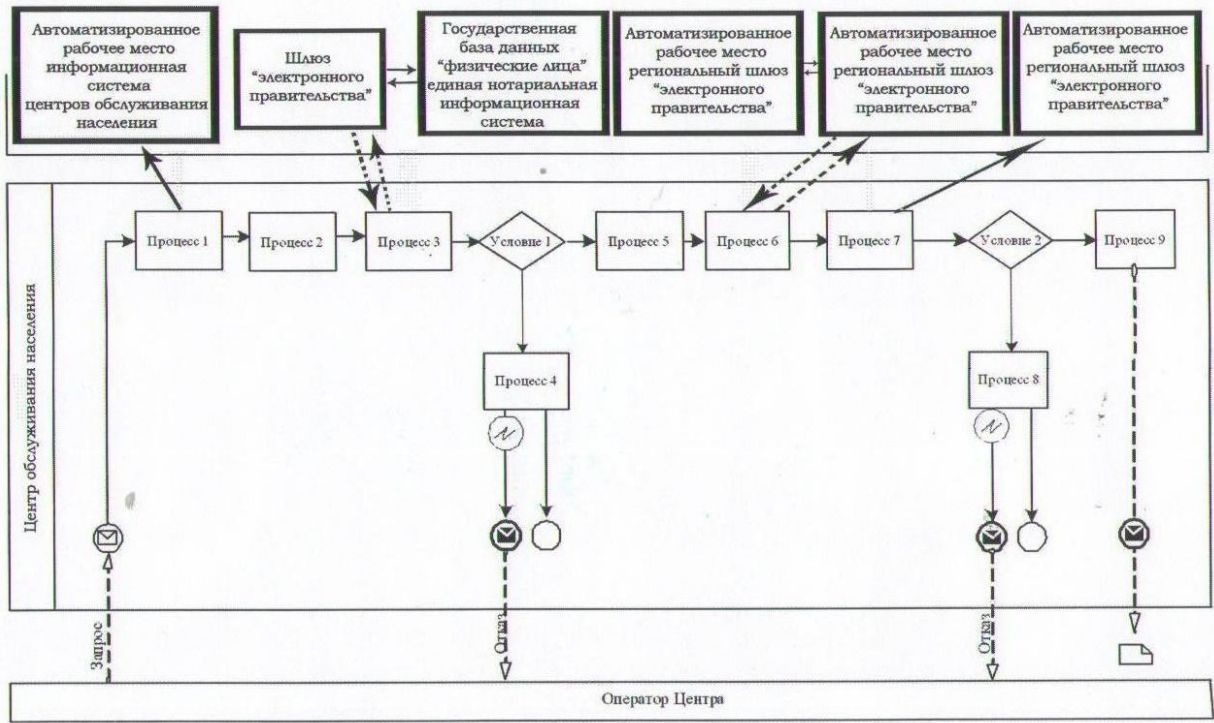 Автоматизированное
рабочее место
информационная
система
центров обслуживания
населения
Шлюз
“электронного
правительства”
Государственная
база данных
“физические лица”
единая нотариальная
информационная
система
Автоматизированное
рабочее место
региональный шлюз
“электронного
правительства”
Автоматизированное
рабочее место
региональный шлюз
“электронного
правительства”
Автоматизированное
рабочее место
региональный шлюз
“электронного
правительства”
Центр обслуживания населения
Процесс 1
Процесс 2
Процесс 3
Условие 1
Процесс 5
Процесс 6
Процесс 7
Условие 2
Процесс 9
Процесс 4
Процесс 8
Запрос
Отказ
Отказ
Оператор Центра